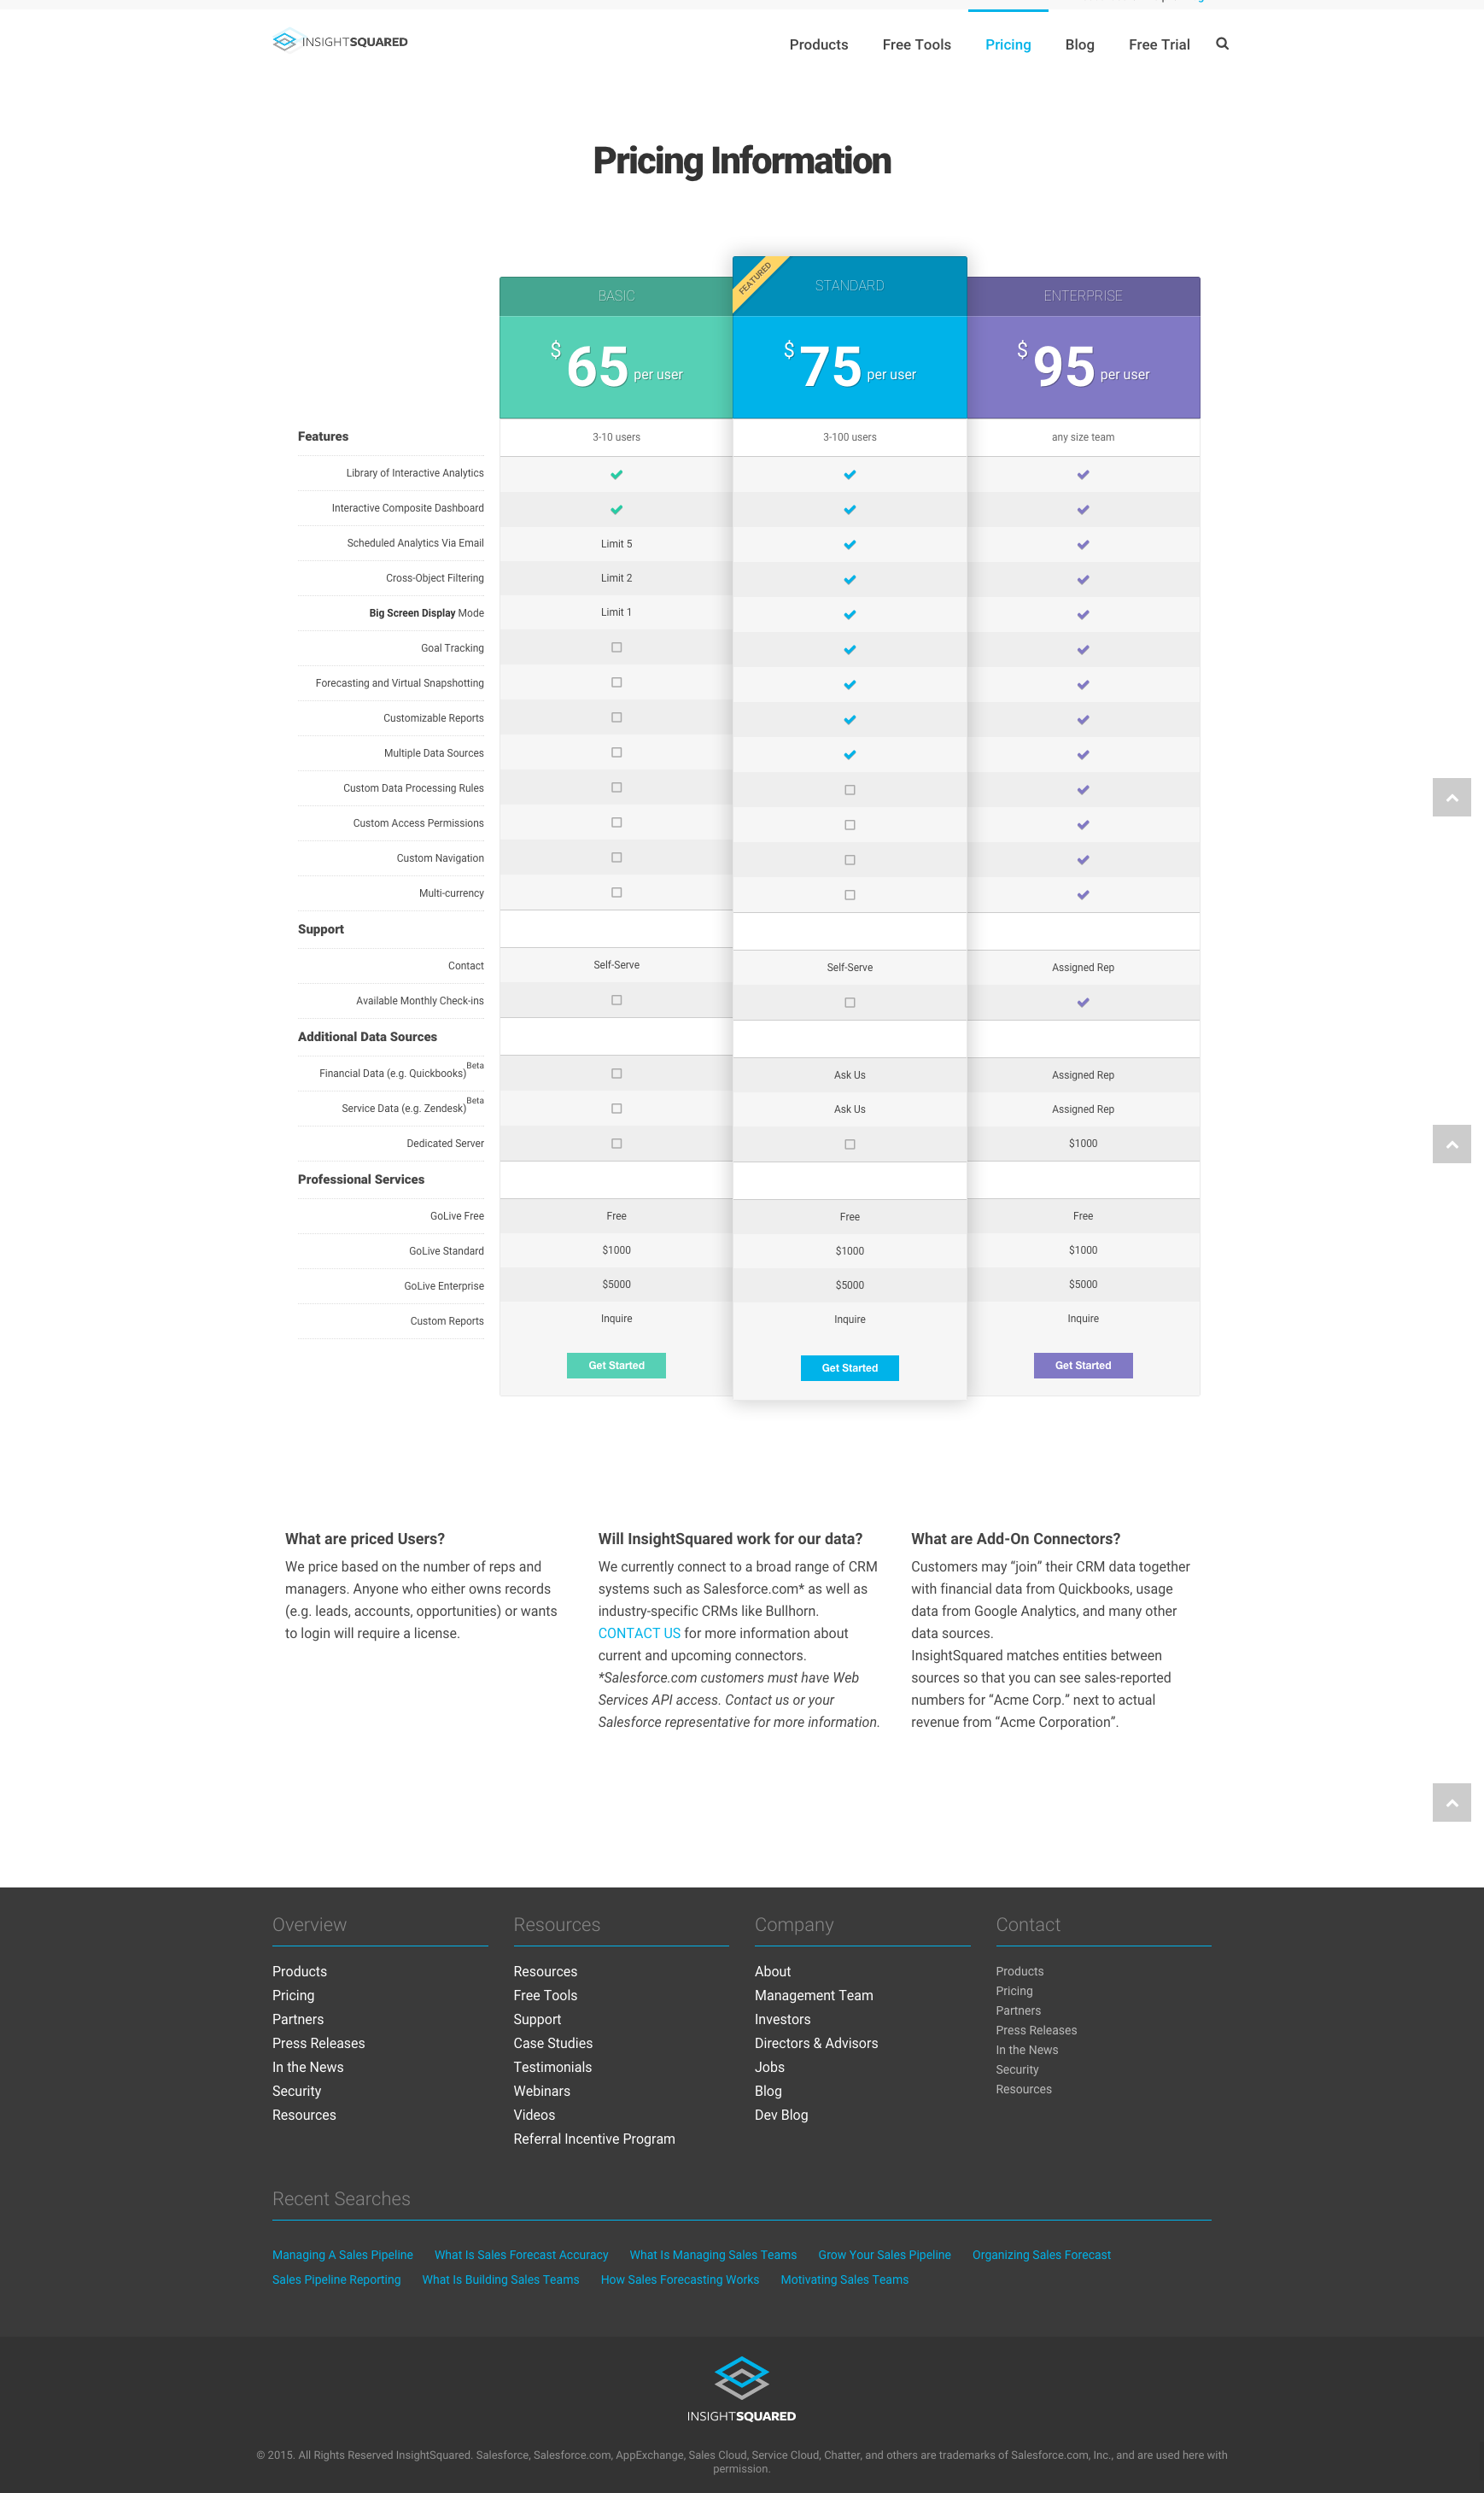 INSIGHTSQUARED
Products Free Tools Pricing Blog Free Trial
Pricing Information
FEATURED
BASIC STANDARD ENTERPRISE
$65 per user $75 per user $95 per user
Features 3-10 users 3-100 users any size team
Library of Interactive Analytics
Interactive Composite Dashboard
Scheduled Analytics Via Email Limit 5
Cross-Object Filtering Limit 2
Big Screen Display Mode Limit 1
Goal Tracking
Forecasting and Virtual Snapshotting
Customizable Reports
Multiple Data Sources
Custom Data Processing Rules
Custom Access Permissions
Custom Navigation
Multi-currency
Support
Contact Self-Serve Self-Serve Assigned Rep
Available Monthly Check-ins
Additional Data Sources
Financial Data (e.g. Quickbooks)Beta Ask Us Assigned Rep
Service Data (e.g. Zendesk)Beta Ask Us Assigned Rep
Dedicated Server $1000
Professional Services
GoLive Free Free Free Free
GoLive Standard $1000 $1000 $1000
GoLive Enterprise $5000 $5000 $5000
Custom Reports Inquire Inquire Inquire
Get Started Get Started Get Started
What are priced Users?
We price based on the number of reps and
managers. Anyone who either owns records
(e.g. leads, accounts, opportunities) or wants
to login will require a license.
Will InsightSquared work for our data?
We currently connect to a broad range of CRM
systems such as Salesforce.com* as well as
industry-specific CRMs like Bullhorn.
CONTACT US for more information about
current and upcoming connectors.
*Salesforce.com customers must have Web
Services API access. Contact us or your
Salesforce representative for more information.
What are Add-On Connectors?
Customers may “join” their CRM data together
with financial data from Quickbooks, usage
data from Google Analytics, and many other
data sources.
InsightSquared matches entities between
sources so that you can see sales-reported
numbers for “Acme Corp.” next to actual
revenue from “Acme Corporation”.
Overview
Products
Pricing
Partners
Press Releases
In the News
Security
Resources
Resources
Resources
Free Tools
Support
Case Studies
Testimonials
Webinars
Videos
Referral Incentive Program
Company
About
Management Team
Investors
Directors & Advisors
Jobs
Blog
Dev Blog
Contact
Products
Pricing
Partners
Press Releases
In the News
Security
Resources
Recent Searches
Managing A Sales Pipeline What Is Sales Forecast Accuracy What Is Managing Sales Teams Grow Your Sales Pipeline Organizing Sales Forecast
Sales Pipeline Reporting What Is Building Sales Teams How Sales Forecasting Works Motivating Sales Teams
INSIGHTSQUARED
© 2015. All Rights Reserved InsightSquared. Salesforce, Salesforce.com, AppExchange, Sales Cloud, Service Cloud, Chatter, and others are trademarks of Salesforce.com, Inc., and are used here with
permission.